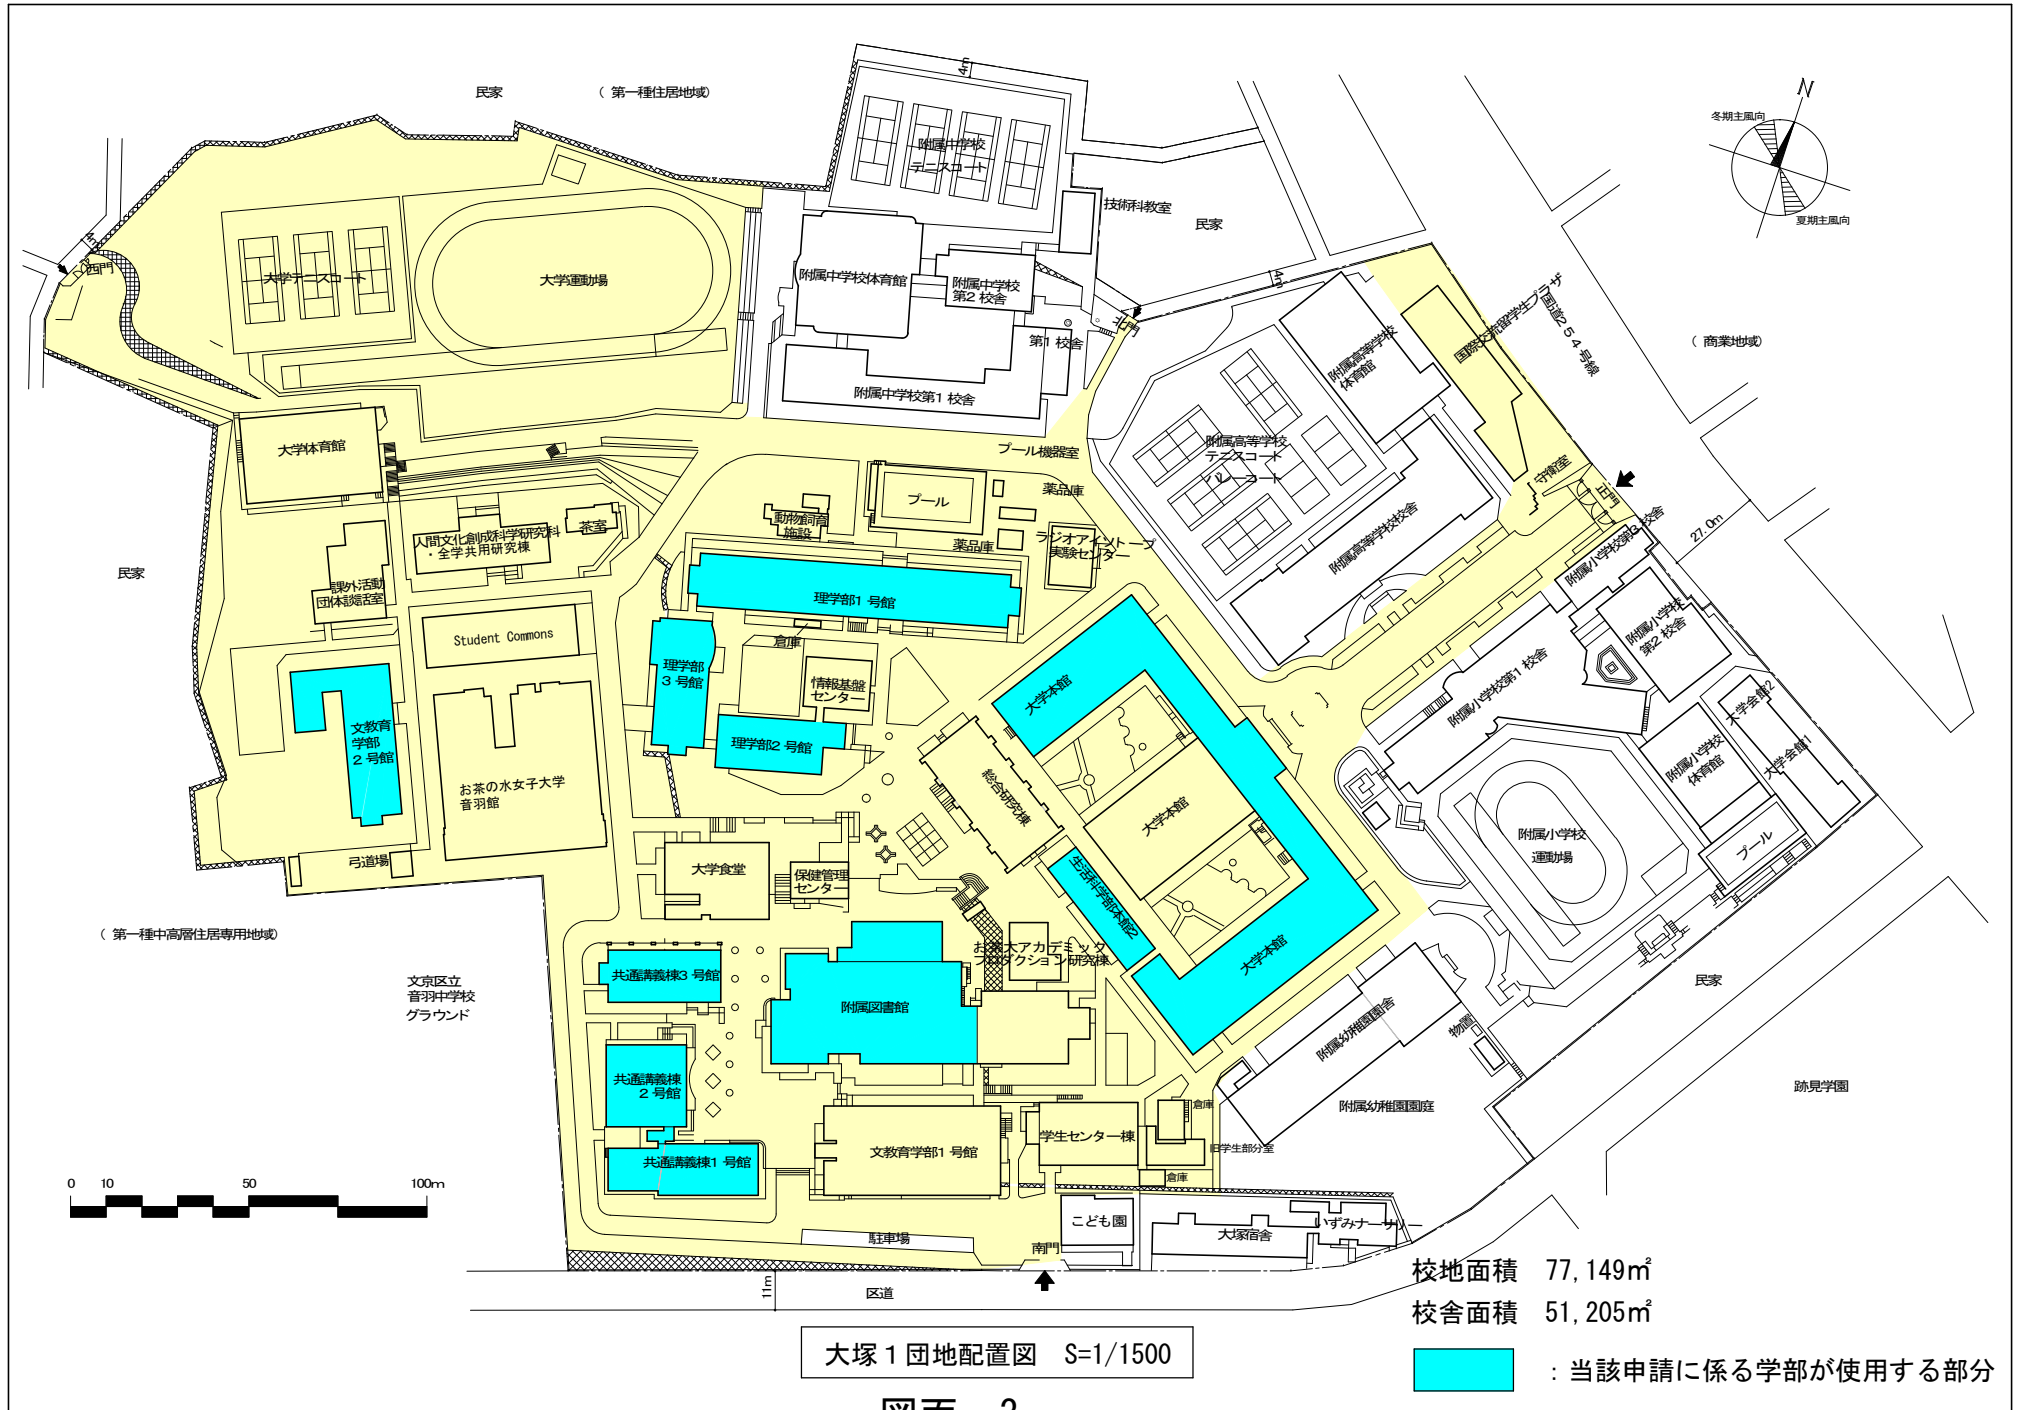 民家
（ 第一種住居地域）
4m
附属中学校
テニスコート
N
冬期主風向
夏期主風向
技術科教室
民家
4m
西門
大学テニスコート
大学運動場
附属中学校体育館
附属中学校
第2 校舎
北門
第1 校舎
附属中学校第1 校舎
4m
附属高等学校
体育館
国際交流留学生プラザ
国道2 5 4 号線
（ 商業地域）
大学体育館
プール機器室
附属高等学校
テニスコート
バレーコート
守衛室
正門
27.0m
薬品庫
プール
動物飼育
施設
薬品庫
ラジオアイソトープ
実験センター
附属高等学校校舎
附属小学校第3 校舎
人間文化創成科学研究科
・全学共用研究棟
茶室
民家
課外活動
団体談話室
理学部1 号館
Student Commons
倉庫
理学部
3 号館
情報基盤
センター
大学本館
附属小学校
第2 校舎
附属小学校第1 校舎
大学会館2
大学会館1
文教育
学部
2 号館
理学部2 号館
お茶の水女子大学
音羽館
総合研究棟
大学本館
附属小学校
体育館
附属小学校
運動場
プール
弓道場
大学食堂
保健管理
センター
生活科学部本館2
（ 第一種中高層住居専用地域）
お茶大アカデミック
プロダクション研究棟
大学本館
文京区立
音羽中学校
グラウンド
共通講義棟3 号館
附属図書館
民家
附属幼稚園園舎
物置
共通講義棟
2 号館
跡見学園
附属幼稚園園庭
倉庫
学生センター棟
旧学生部分室
文教育学部1 号館
共通講義棟1 号館
倉庫
0 10 50 100m
こども園
いずみナーサリー
大塚宿舎
駐車場
南門
11m
区道
校地面積 77,149㎡
校舎面積 51,205㎡
大塚１団地配置図 S=1/1500
：当該申請に係る学部が使用する部分